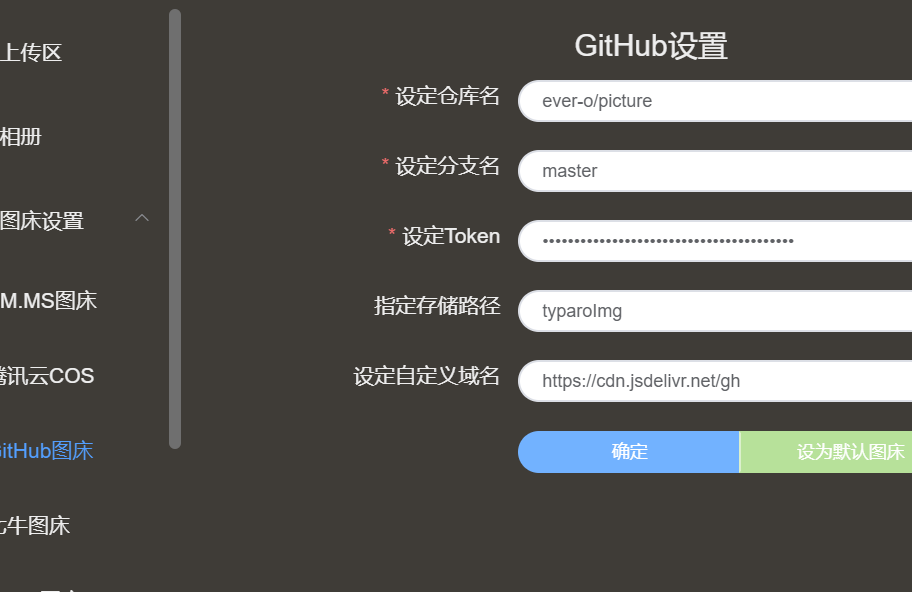 上传区
相册
图床设置
M.MS图床
腾讯云COS
GitHub图床
七牛图床
GitHub设置
* 设定仓库名
ever-o/picture
* 设定分支名
master
* 设定Token
••••••••••••••••••••••••••••••••••••••••
指定存储路径
typaroImg
设定自定义域名
https://cdn.jsdelivr.net/gh
确定
设为默认图床